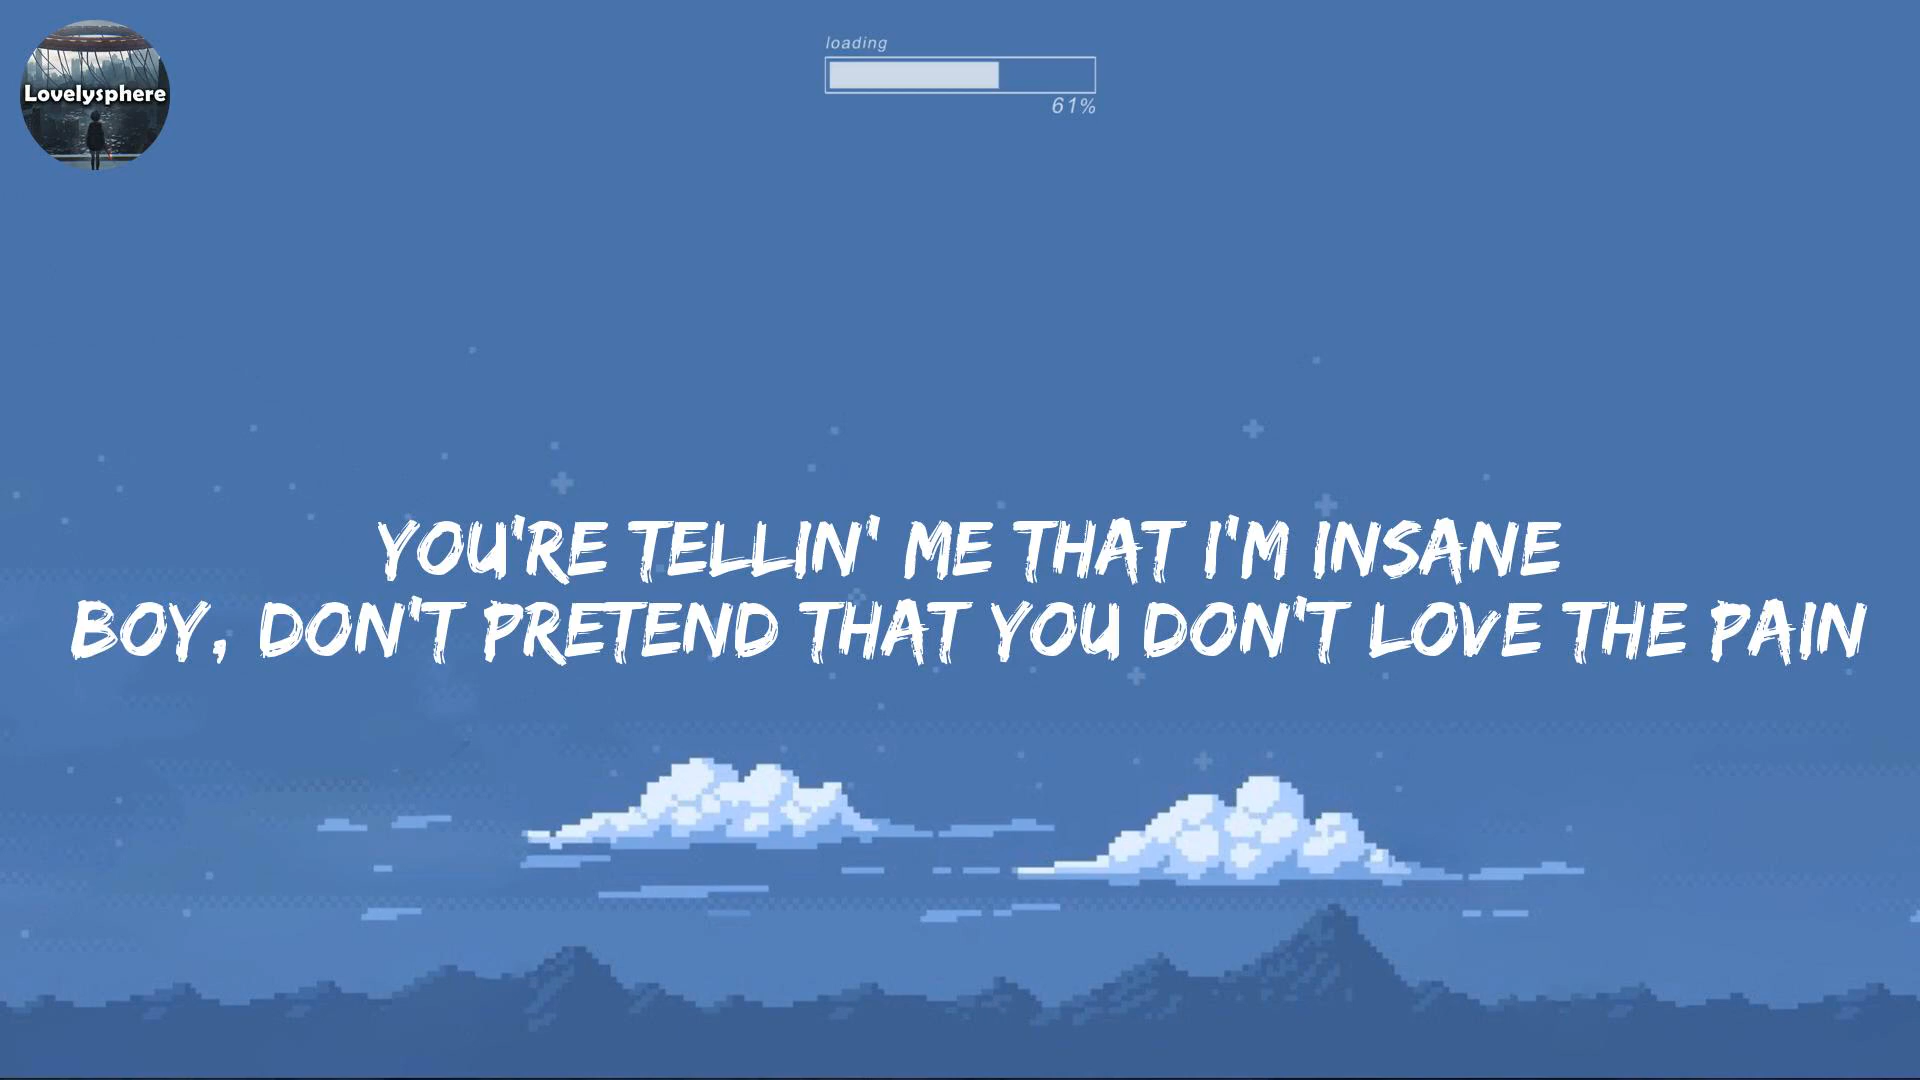 Lovelysphere
loading
61%
YOU'RE TELLIN' ME THAT I'M INSANE
BOY, DON'T PRETEND THAT YOU DON'T LOVE THE PAIN